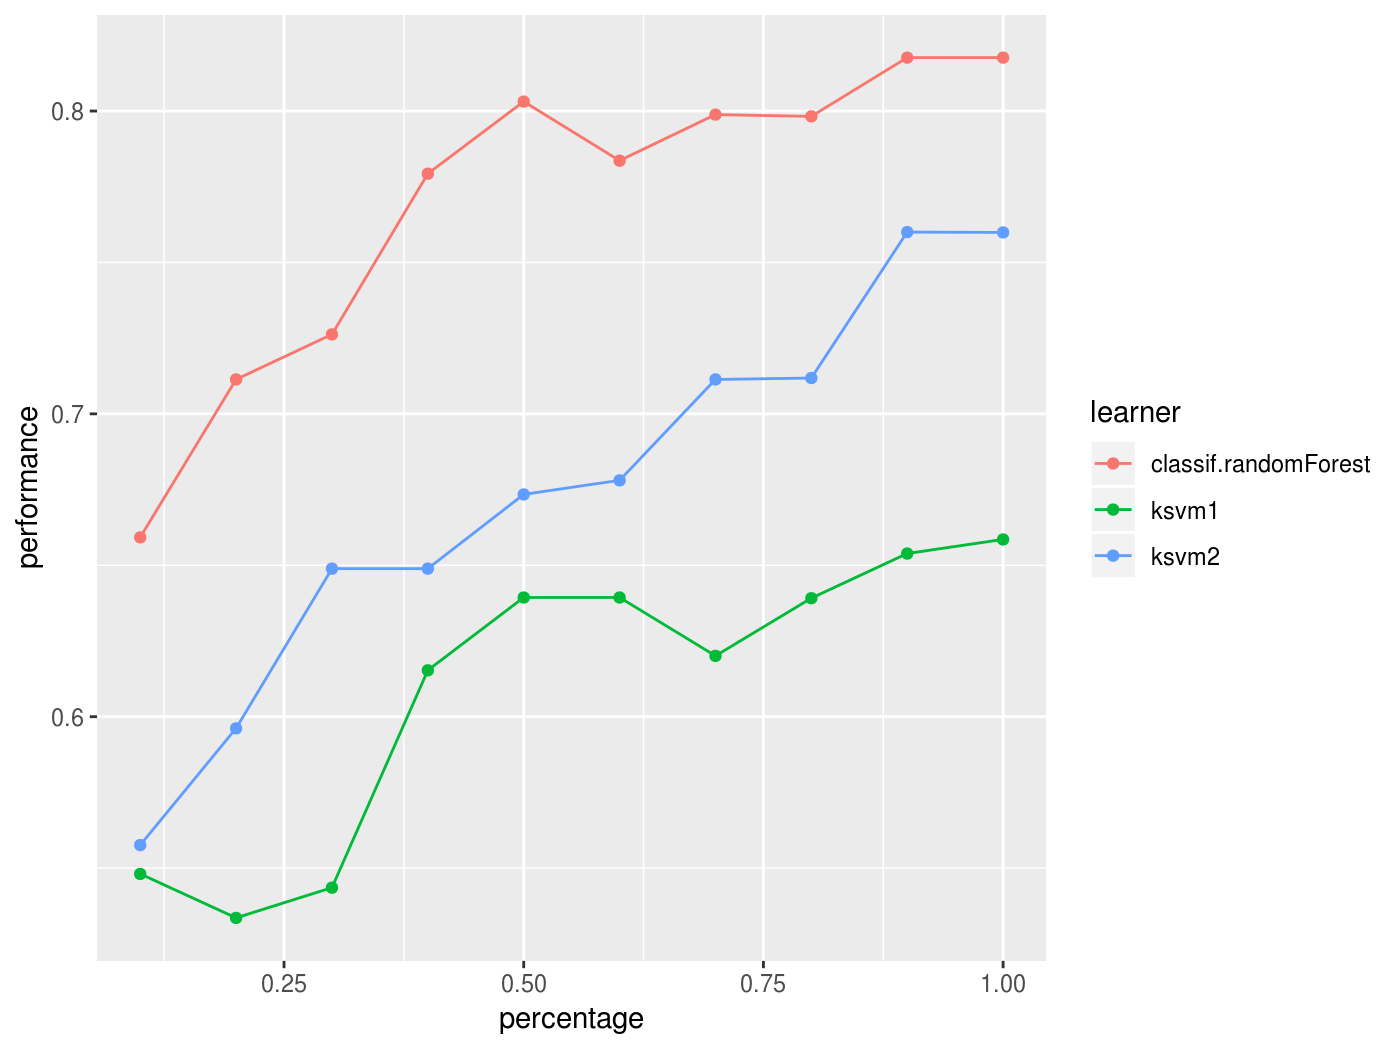 0.8
0.7
0.6
performance
0.25
0.50
0.75
1.00
percentage
learner
classif.randomForest
ksvm1
ksvm2